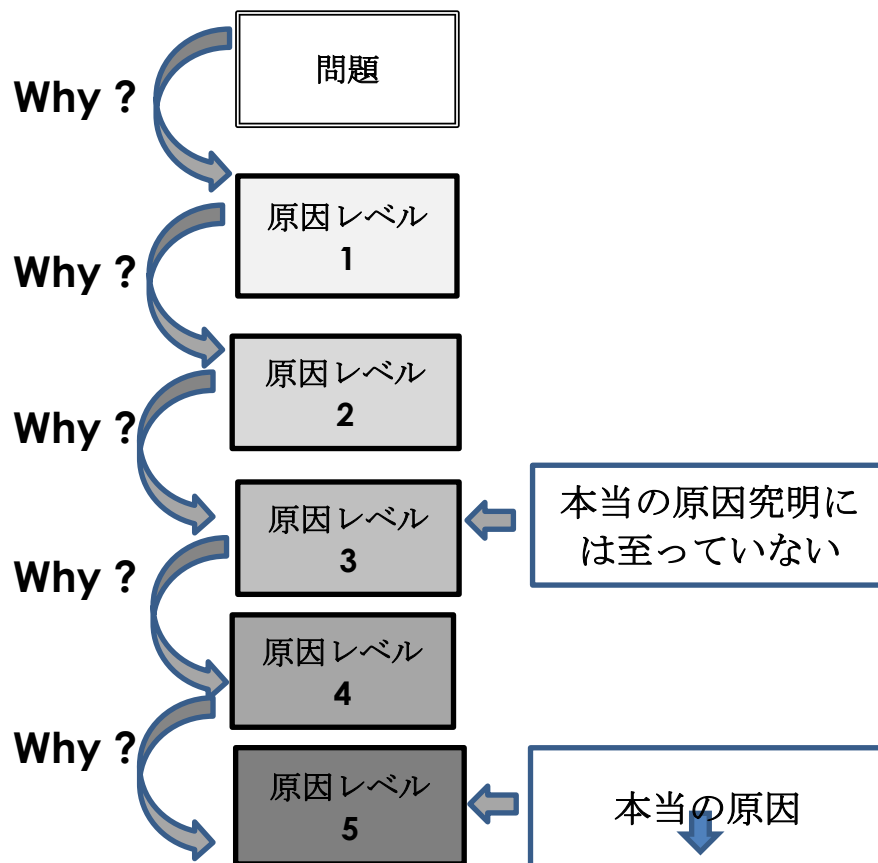 問題
Why ?
原因レベル
1
Why ?
原因レベル
2
Why ?
原因レベル
3
本当の原因究明に
は至っていない
Why ?
原因レベル
4
Why ?
原因レベル
5
本当の原因